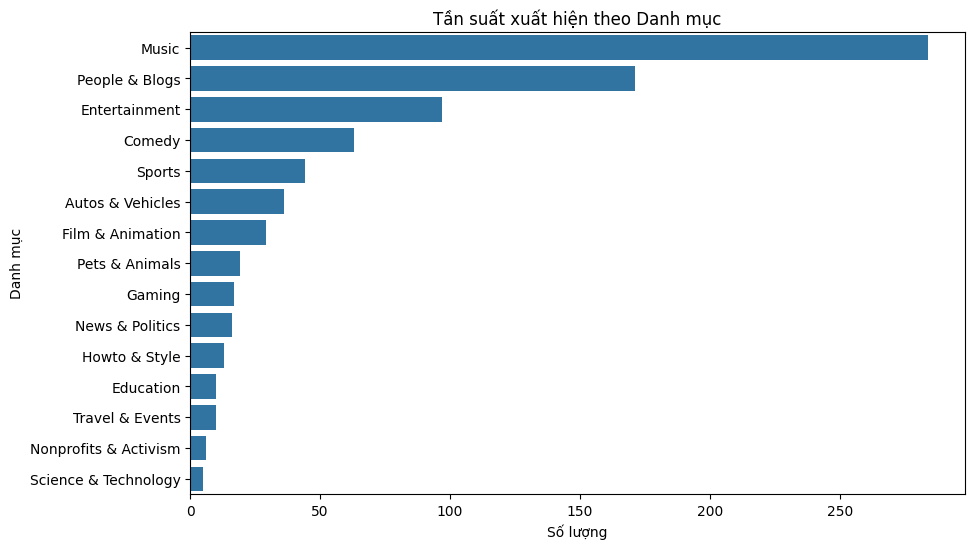 Tần suất xuất hiện theo Danh mục
Danh mục
Music
People & Blogs
Entertainment
Comedy
Sports
Autos & Vehicles
Film & Animation
Pets & Animals
Gaming
News & Politics
Howto & Style
Education
Travel & Events
Nonprofits & Activism
Science & Technology
0 50 100 150 200 250
Số lượng